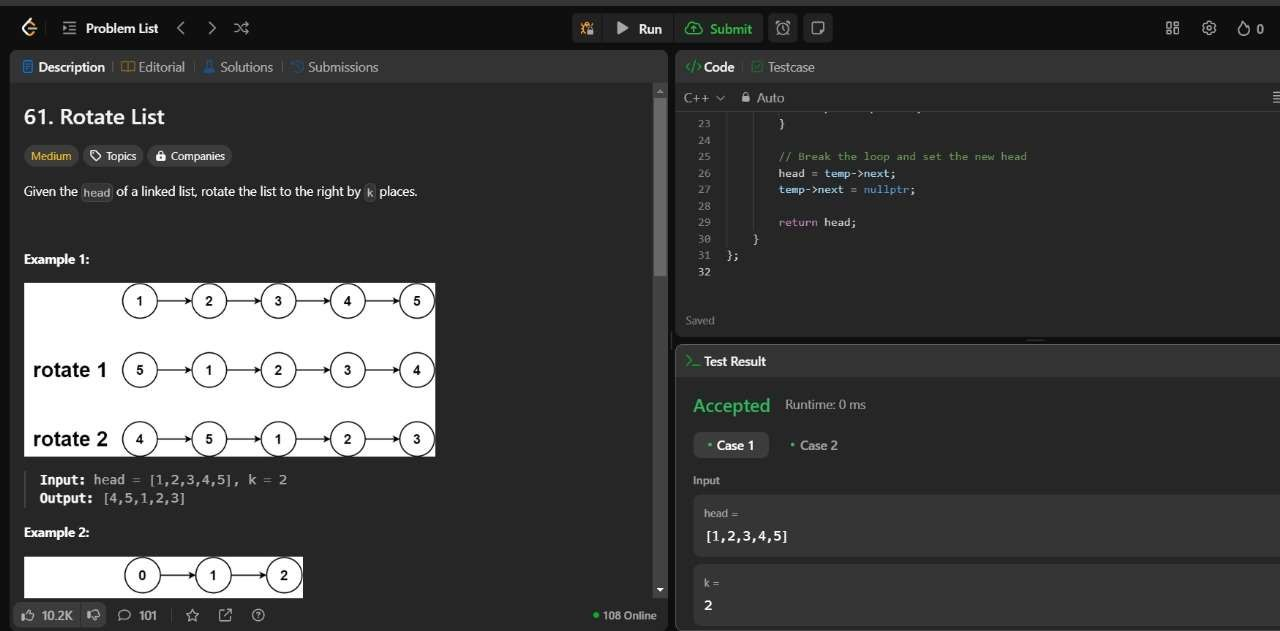 Problem List
Run
Submit
0
Description
Editorial
Solutions
Submissions
61. Rotate List
Medium
Topics
Companies
Given the head of a linked list, rotate the list to the right by k places.
Example 1:
1 2 3 4 5
rotate 1 5 1 2 3 4
rotate 2 4 5 1 2 3
Input: head = [1,2,3,4,5], k = 2
Output: [4,5,1,2,3]
Example 2:
0 1 2
10.2K
101
108 Online
</> Code
Testcase
C++
Auto
23 }
24
25 // Break the loop and set the new head
26 head = temp->next;
27 temp->next = nullptr;
28
29 return head;
30 }
31 };
32
Saved
>_ Test Result
Accepted Runtime: 0 ms
• Case 1 • Case 2
Input
head =
[1,2,3,4,5]
k =
2